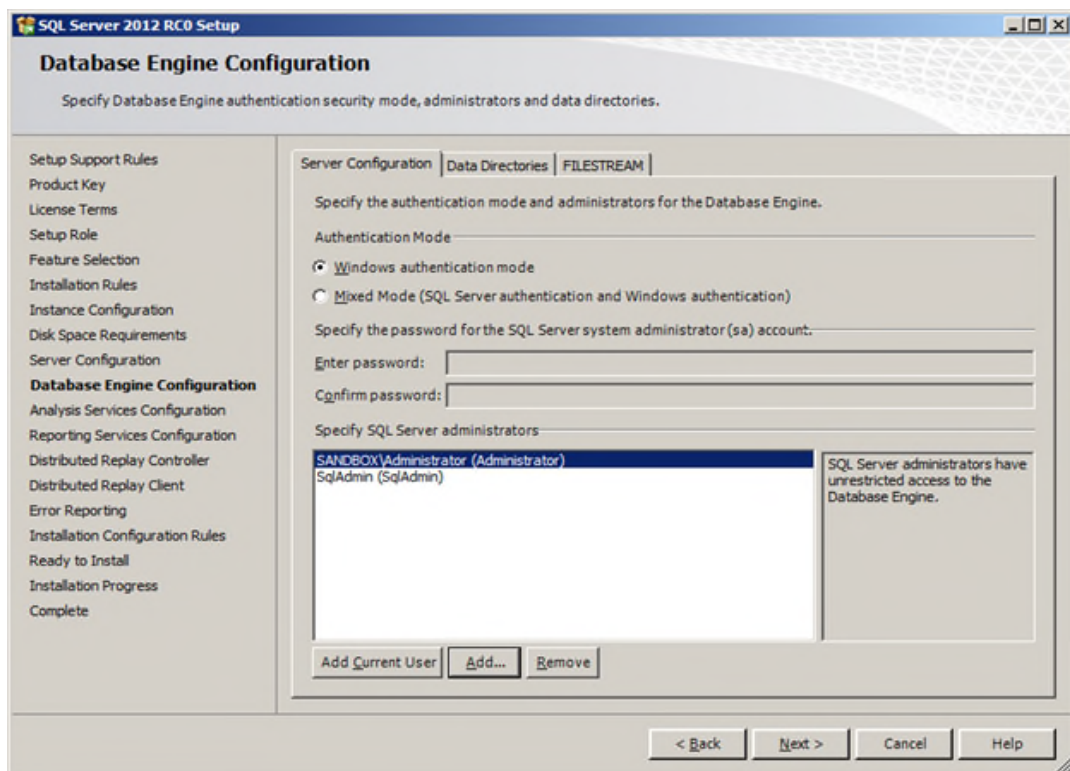 SQL Server 2012 RC0 Setup
Database Engine Configuration
Specify Database Engine authentication security mode, administrators and data directories.
Setup Support Rules
Product Key
License Terms
Setup Role
Feature Selection
Installation Rules
Instance Configuration
Disk Space Requirements
Server Configuration
Database Engine Configuration
Analysis Services Configuration
Reporting Services Configuration
Distributed Replay Controller
Distributed Replay Client
Error Reporting
Installation Configuration Rules
Ready to Install
Installation Progress
Complete
Server Configuration
Data Directories
FILESTREAM
Specify the authentication mode and administrators for the Database Engine.
Authentication Mode
Windows authentication mode
Mixed Mode (SQL Server authentication and Windows authentication)
Specify the password for the SQL Server system administrator (sa) account.
Enter password:
Confirm password:
Specify SQL Server administrators
SANDBOX\Administrator (Administrator)
SqlAdmin (SqlAdmin)
SQL Server administrators have
unrestricted access to the
Database Engine.
Add Current User
Add...
Remove
< Back
Next >
Cancel
Help